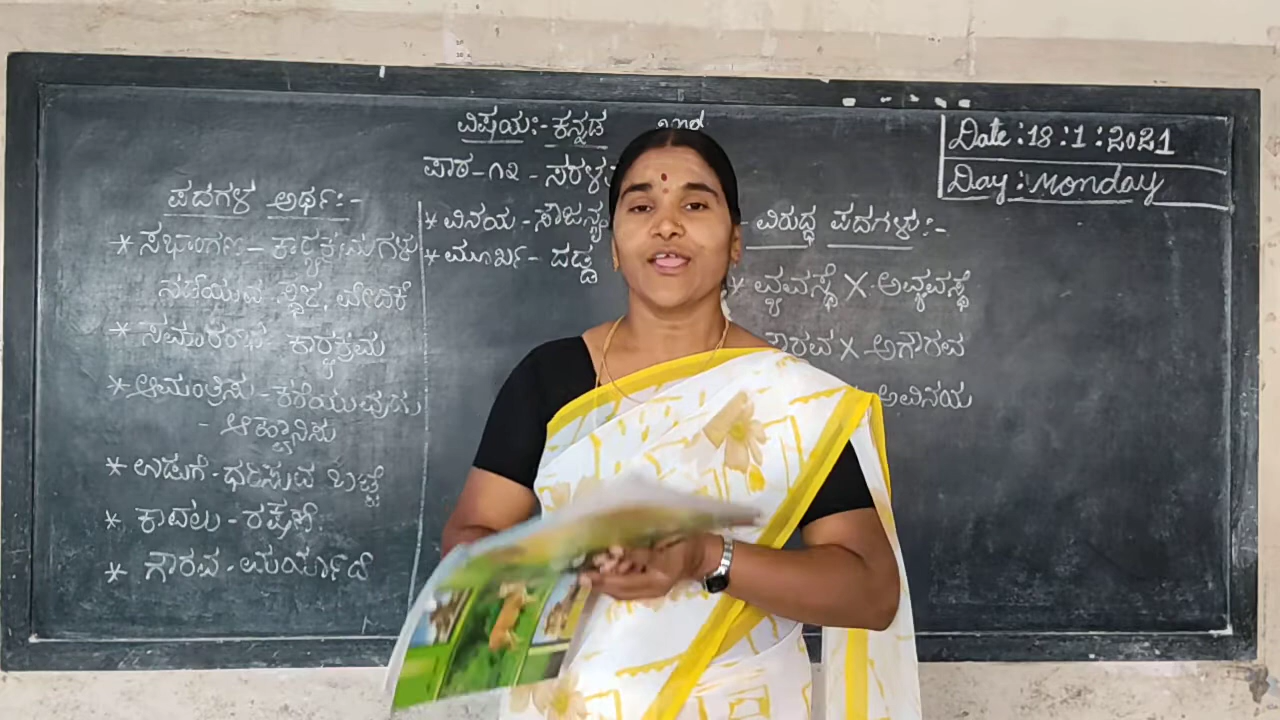 ವಿಷಯ:- ಕನ್ನಡ
ಪಾಠ-೧೩ - ಸರಳ
Date:18:1:2021
Day:Monday
ಪದಗಳ ಅರ್ಥ:-
* ಸಭಾಂಗಣ - ಕಾರ್ಯಕ್ರಮಗಳು
ನಡೆಯುವ ಸ್ಥಳ, ವೇದಿಕೆ
* ಸಮಾರಂಭ - ಕಾರ್ಯಕ್ರಮ
* ಆಮಂತ್ರಿಸು - ಕರೆಯುವುದು
- ಆಹ್ವಾನಿಸು
* ಉಡುಗೆ - ಧರಿಸುವ ಬಟ್ಟೆ
* ಕಾವಲು - ರಕ್ಷಣೆ
* ಗೌರವ - ಮರ್ಯಾದೆ
* ವಿನಯ - ಸೌಜನ್ಯ
* ಮೂರ್ಖ - ದಡ್ಡ
- ವಿರುದ್ಧ ಪದಗಳು:-
* ವ್ಯವಸ್ಥೆ X ಅವ್ಯವಸ್ಥೆ
ಗೌರವ X ಅಗೌರವ
ಅವಿನಯ